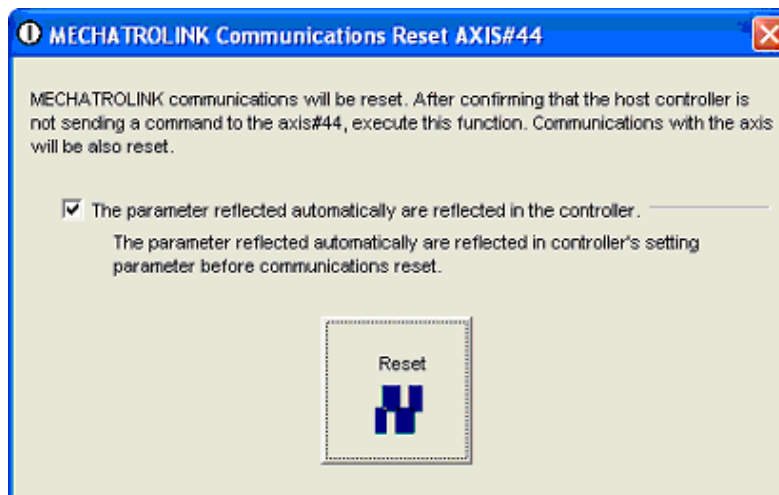 MECHATROLINK Communications Reset AXIS#44
MECHATROLINK communications will be reset. After confirming that the host controller is
not sending a command to the axis#44, execute this function. Communications with the axis
will be also reset.
The parameter reflected automatically are reflected in the controller.
The parameter reflected automatically are reflected in controller's setting
parameter before communications reset.
Reset